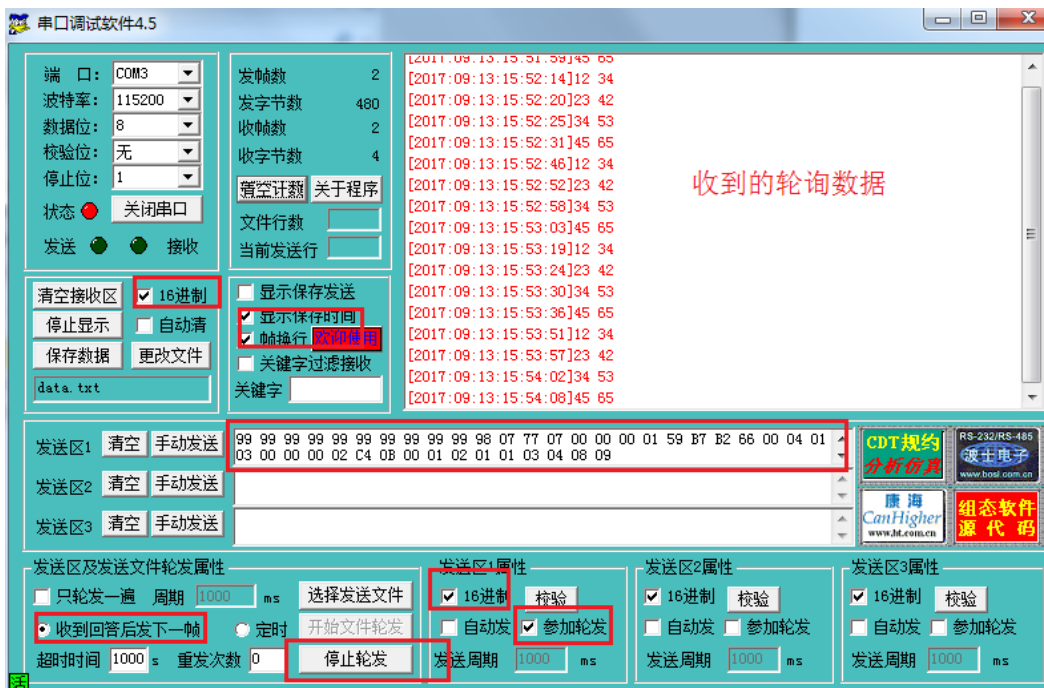 串口调试软件4.5
端 口: COM3
波特率: 115200
数据位: 8
校验位: 无
停止位: 1
状态 关闭串口
发送 接收
发帧数 2
发字节数 480
收帧数 2
收字节数 4
清空计数 关于程序
文件行数
当前发送行
[2017:09:13:15:51:59]45 65
[2017:09:13:15:52:14]12 34
[2017:09:13:15:52:20]23 42
[2017:09:13:15:52:25]34 53
[2017:09:13:15:52:31]45 65
[2017:09:13:15:52:46]12 34
[2017:09:13:15:52:52]23 42
[2017:09:13:15:52:58]34 53
[2017:09:13:15:53:03]45 65
[2017:09:13:15:53:19]12 34
[2017:09:13:15:53:24]23 42
[2017:09:13:15:53:30]34 53
[2017:09:13:15:53:36]45 65
[2017:09:13:15:53:51]12 34
[2017:09:13:15:53:57]23 42
[2017:09:13:15:54:02]34 53
[2017:09:13:15:54:08]45 65
收到的轮询数据
清空接收区 16进制
停止显示 自动清
保存数据 更改文件
data.txt
显示保存发送
显示保存时间
帧换行 欢迎使用
关键字过滤接收
关键字
发送区1 清空 手动发送
99 99 99 99 99 99 99 99 99 99 98 07 77 07 00 00 00 01 59 B7 B2 66 00 04 01
03 00 00 00 02 C4 0B 00 01 02 01 01 03 04 08 09
发送区2 清空 手动发送
发送区3 清空 手动发送
CDT规约
分析仿真
RS-232/RS-485
波士电子
www.bosi.com.cn
康海
CanHigher
www.ht.com.cn
组态软件
源代码
发送区及发送文件轮发属性
只轮发一遍 周期 1000 ms 选择发送文件
收到回答后发下一帧 定时 开始文件轮发
超时时间 1000 s 重发次数 0 停止轮发
发送区1属性
16进制 校验
自动发 参加轮发
发送周期 1000 ms
发送区2属性
16进制 校验
自动发 参加轮发
发送周期 1000 ms
发送区3属性
16进制 校验
自动发 参加轮发
发送周期 1000 ms
活